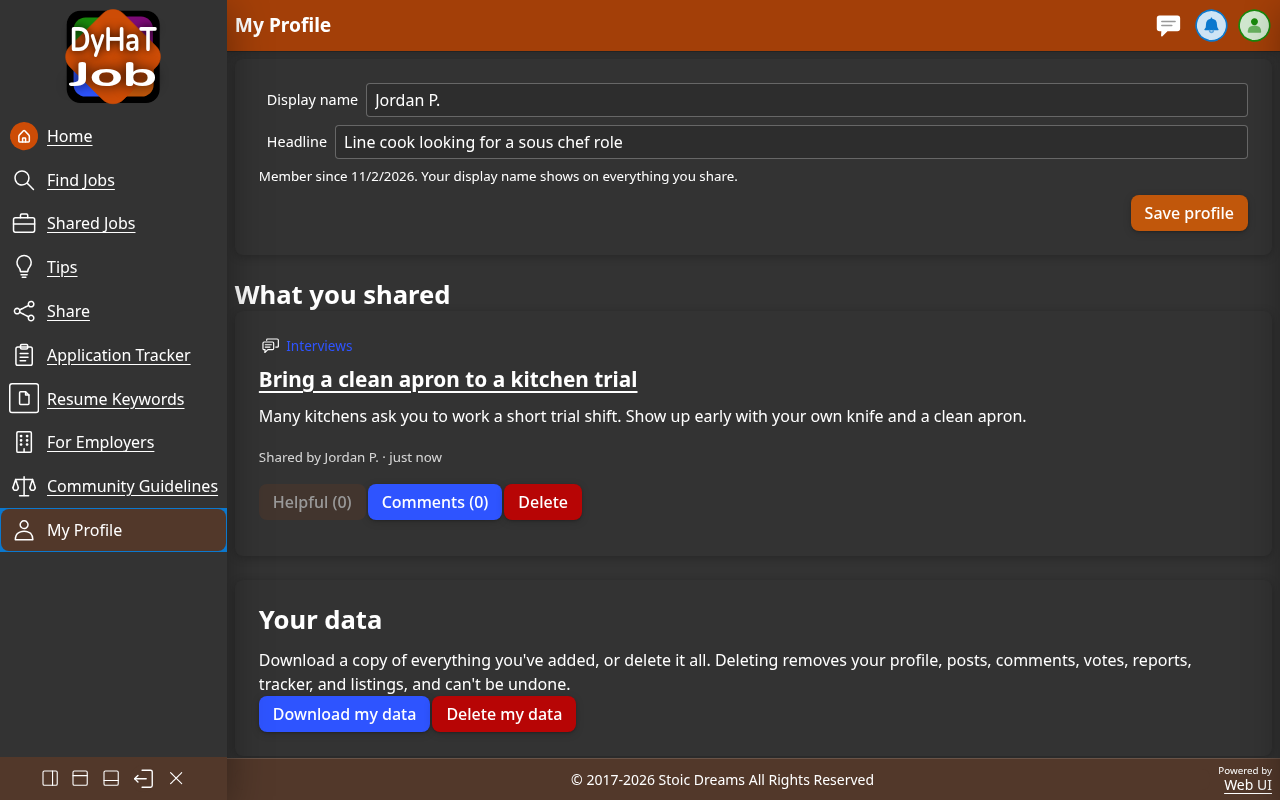 DyHaT
Job
Home
Find Jobs
Shared Jobs
Tips
Share
Application Tracker
Resume Keywords
For Employers
Community Guidelines
My Profile
My Profile
Display name
Jordan P.
Headline
Line cook looking for a sous chef role
Member since 11/2/2026. Your display name shows on everything you share.
Save profile
What you shared
Interviews
Bring a clean apron to a kitchen trial
Many kitchens ask you to work a short trial shift. Show up early with your own knife and a clean apron.
Shared by Jordan P. · just now
Helpful (0)
Comments (0)
Delete
Your data
Download a copy of everything you've added, or delete it all. Deleting removes your profile, posts, comments, votes, reports,
tracker, and listings, and can't be undone.
Download my data
Delete my data
© 2017-2026 Stoic Dreams All Rights Reserved
Powered by
Web UI